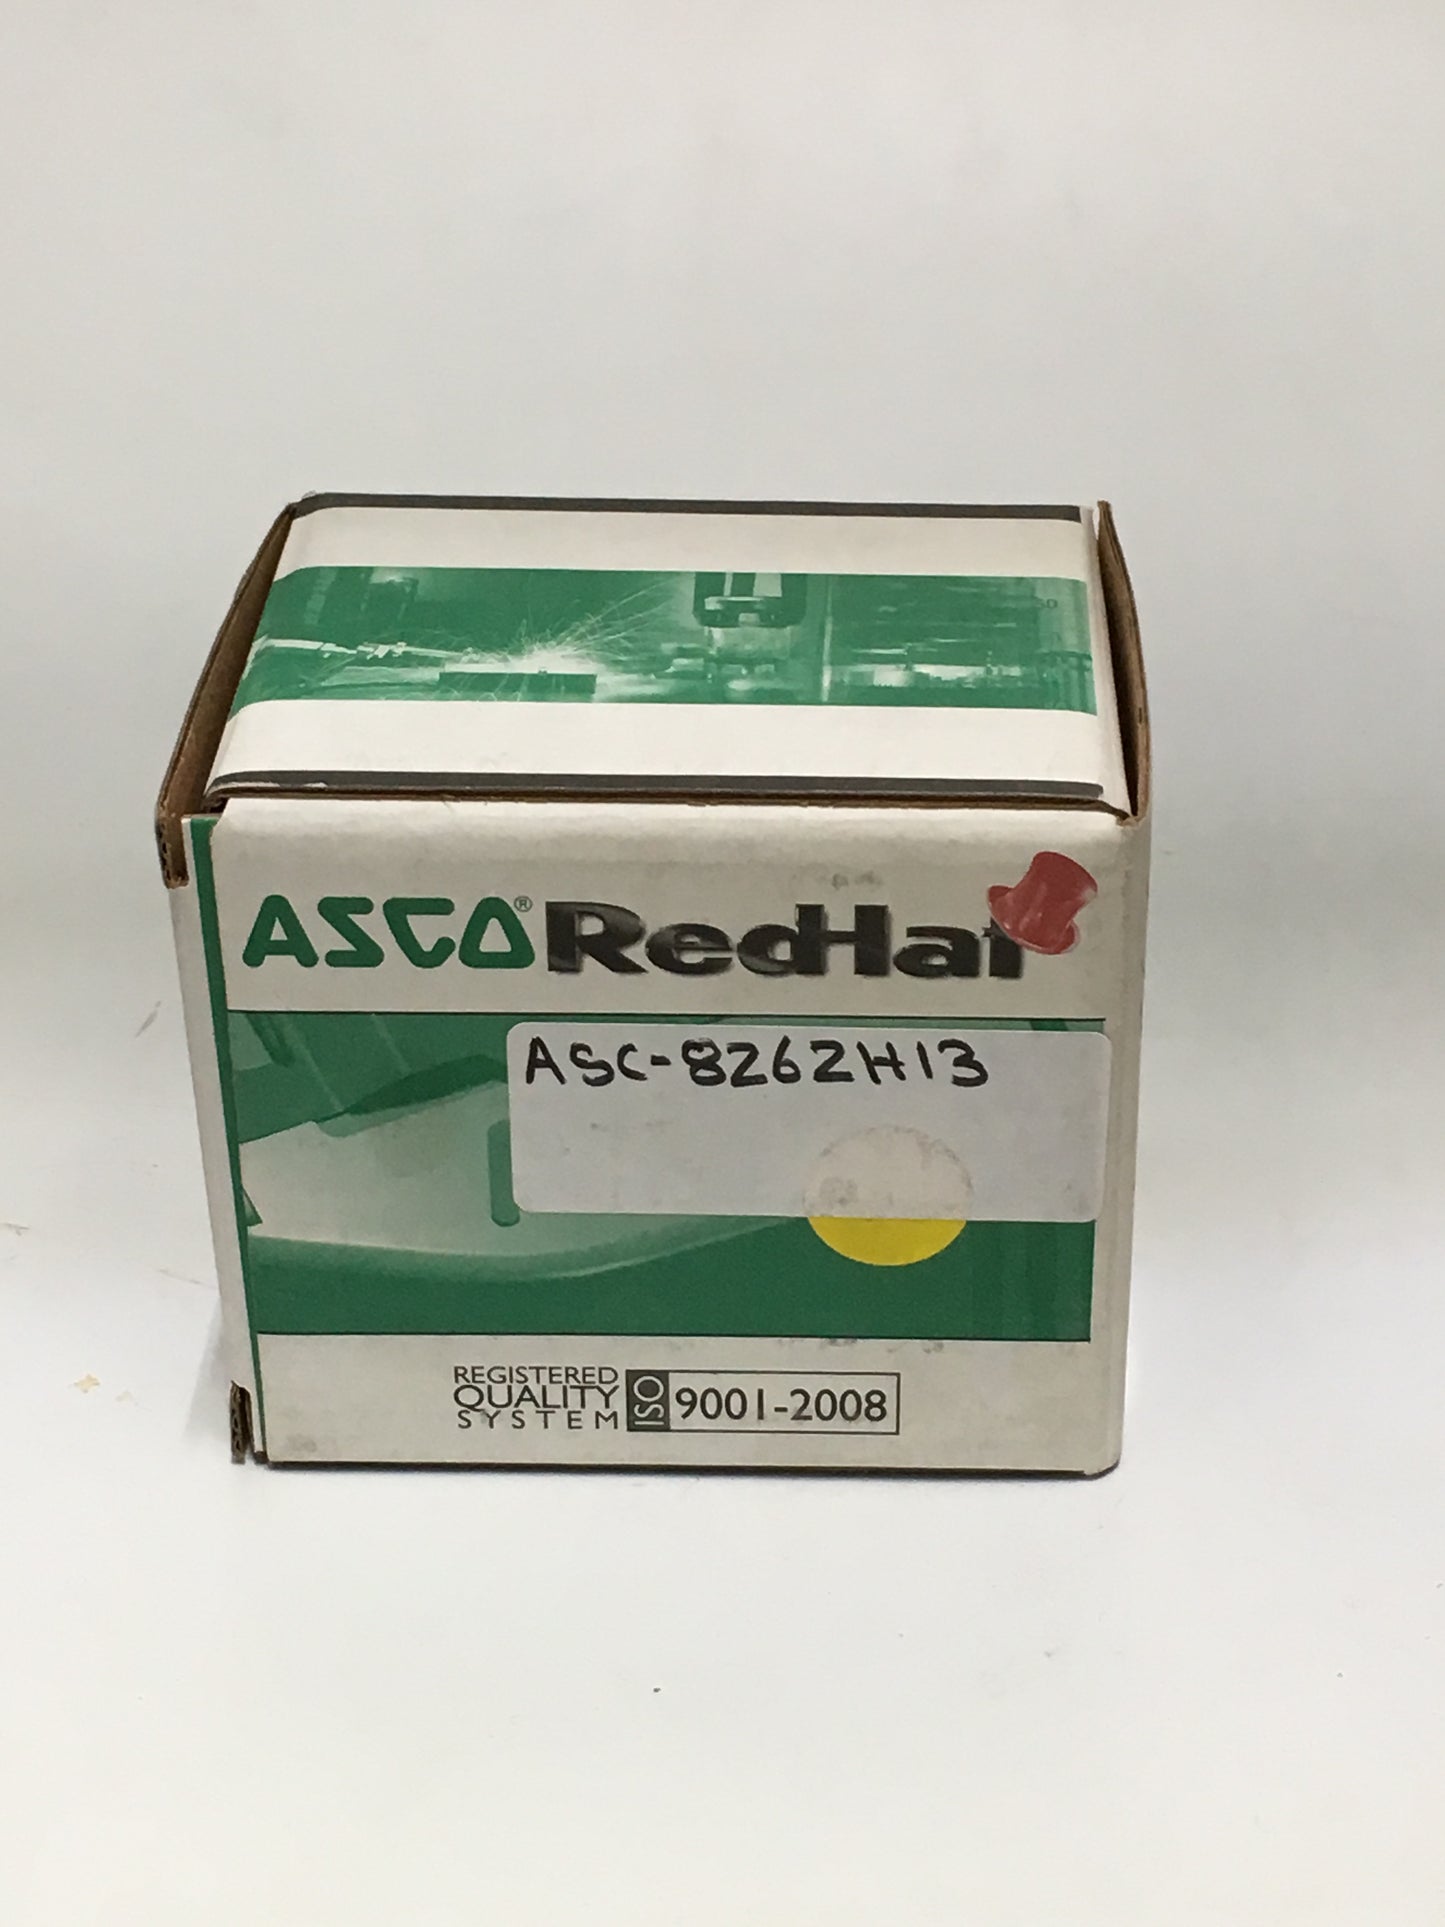 ASCO® RedHat
ASC-8262H13
REGISTERED
QUALITY
SYSTEM
ISO 9001-2008